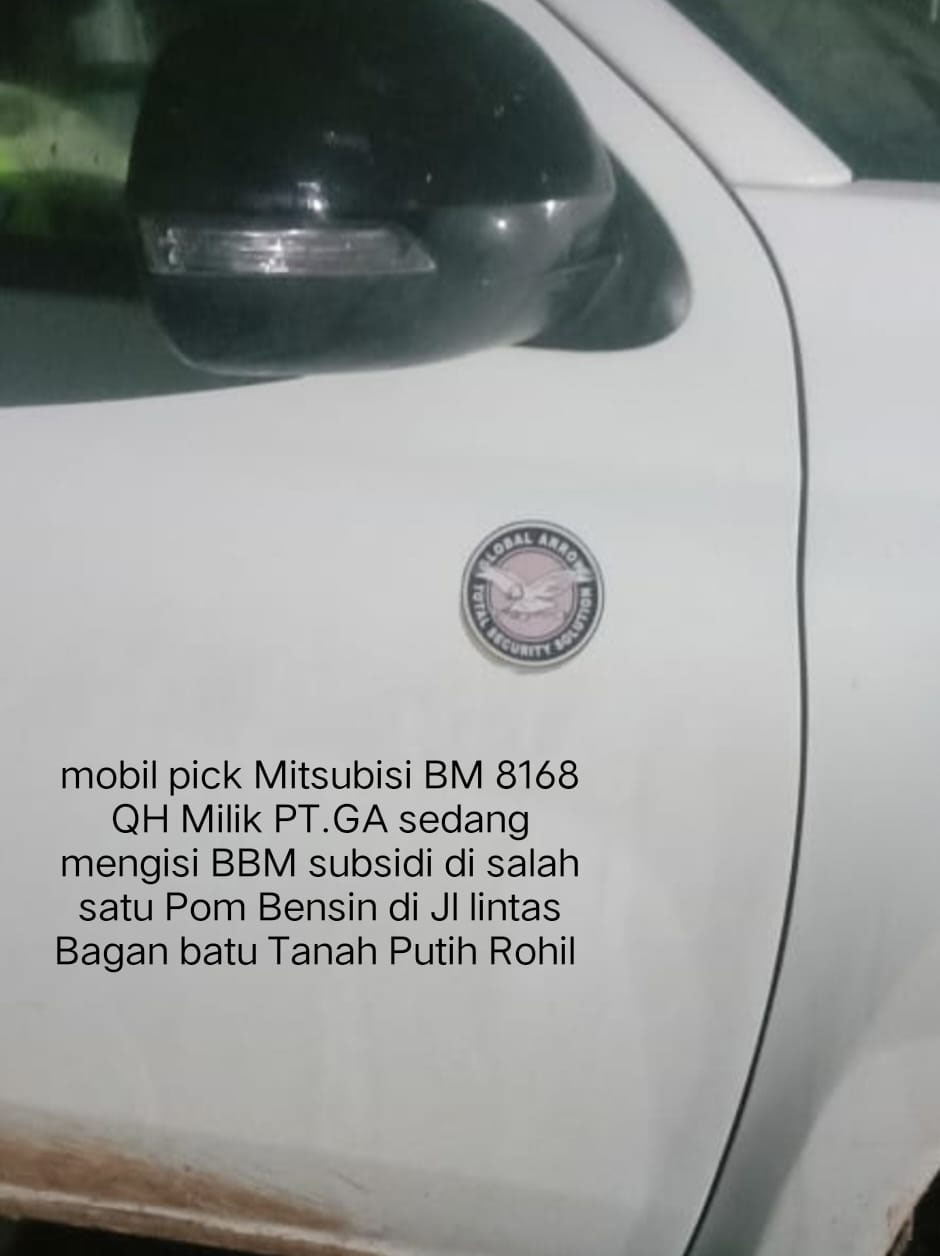 GLOBAL ARROW
TOTAL SECURITY SOLUTION
mobil pick Mitsubisi BM 8168
QH Milik PT.GA sedang
mengisi BBM subsidi di salah
satu Pom Bensin di Jl lintas
Bagan batu Tanah Putih Rohil